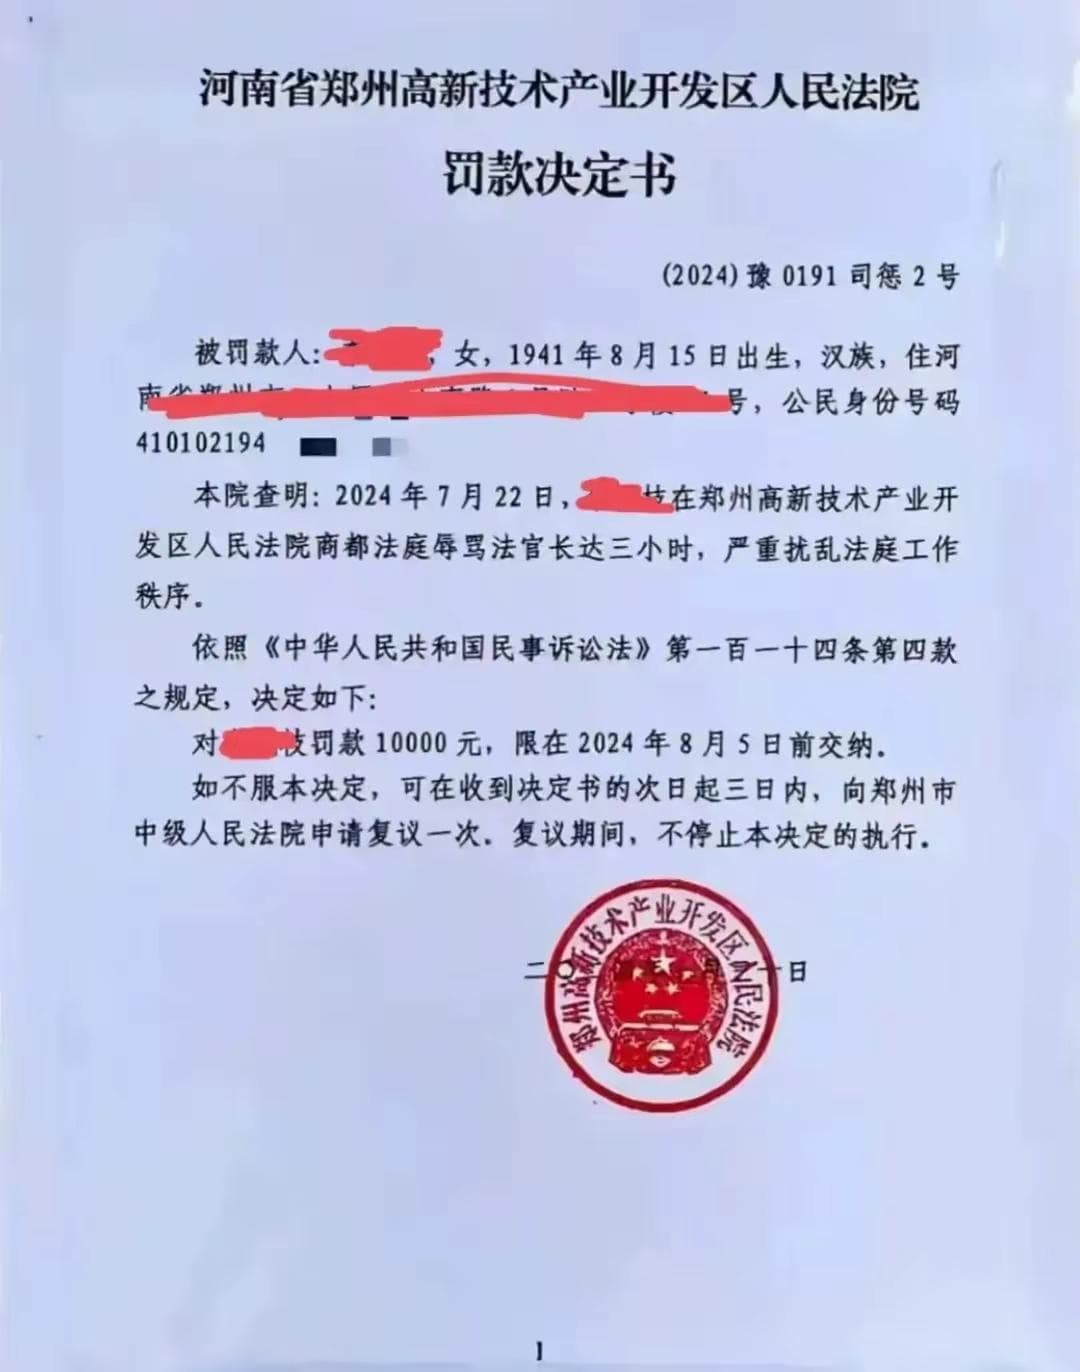 河南省郑州高新技术产业开发区人民法院
罚款决定书
(2024)豫 0191 司惩 2 号
被罚款人：，女，1941 年 8 月 15 日出生，汉族，住河
南省郑州 号，公民身份号码
410102194
本院查明：2024 年 7 月 22 日，在郑州高新技术产业开
发区人民法院商都法庭辱骂法官长达三小时，严重扰乱法庭工作
秩序。
依照《中华人民共和国民事诉讼法》第一百一十四条第四款
之规定，决定如下：
对 罚款 10000 元，限在 2024 年 8 月 5 日前交纳。
如不服本决定，可在收到决定书的次日起三日内，向郑州市
中级人民法院申请复议一次。复议期间，不停止本决定的执行。
二〇 日
郑州高新技术产业开发区人民法院
1